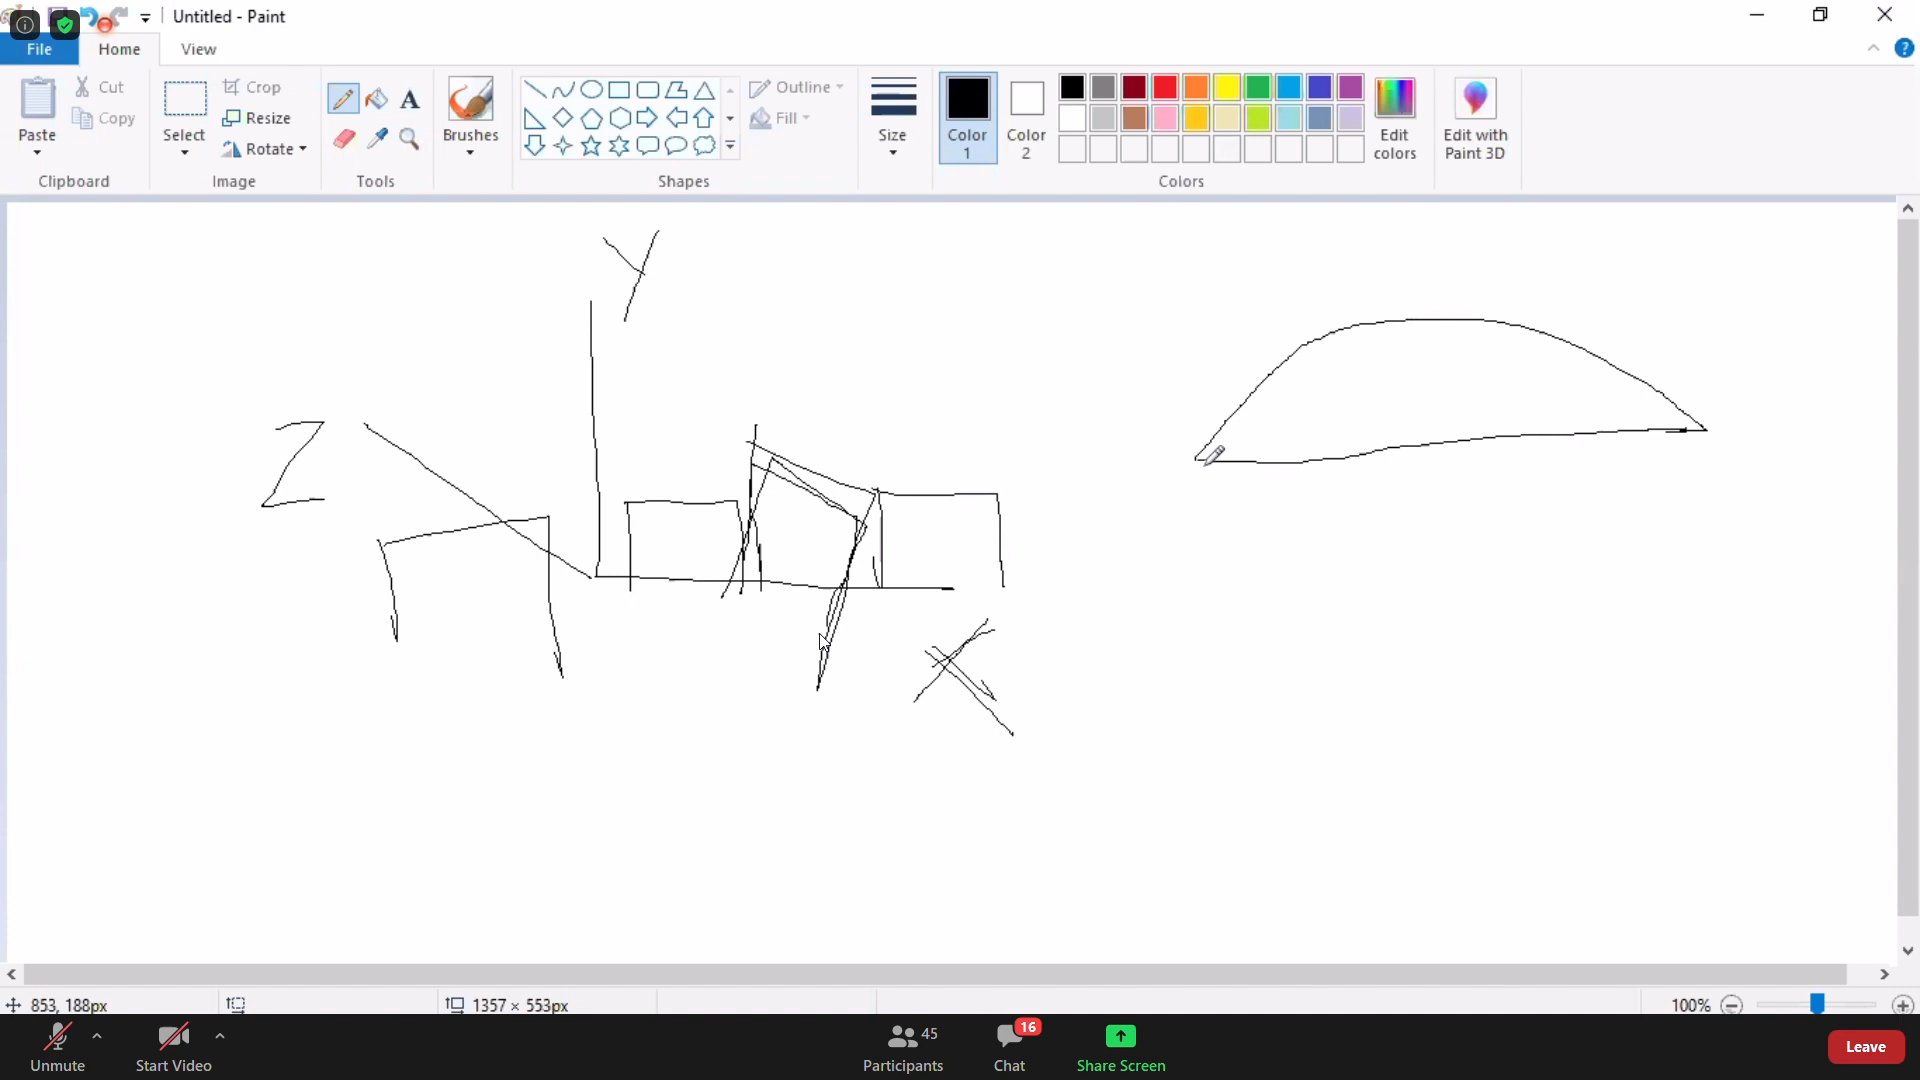 Untitled - Paint
File Home View
Paste
Cut
Copy
Clipboard
Select
Crop
Resize
Rotate
Image
A
Tools
Brushes
Shapes
Outline
Fill
Size
Color 1
Color 2
Edit colors
Colors
Edit with Paint 3D
?
Y
Z
X
853, 188px
1357 × 553px
100%
Unmute
Start Video
45
Participants
16
Chat
Share Screen
Leave